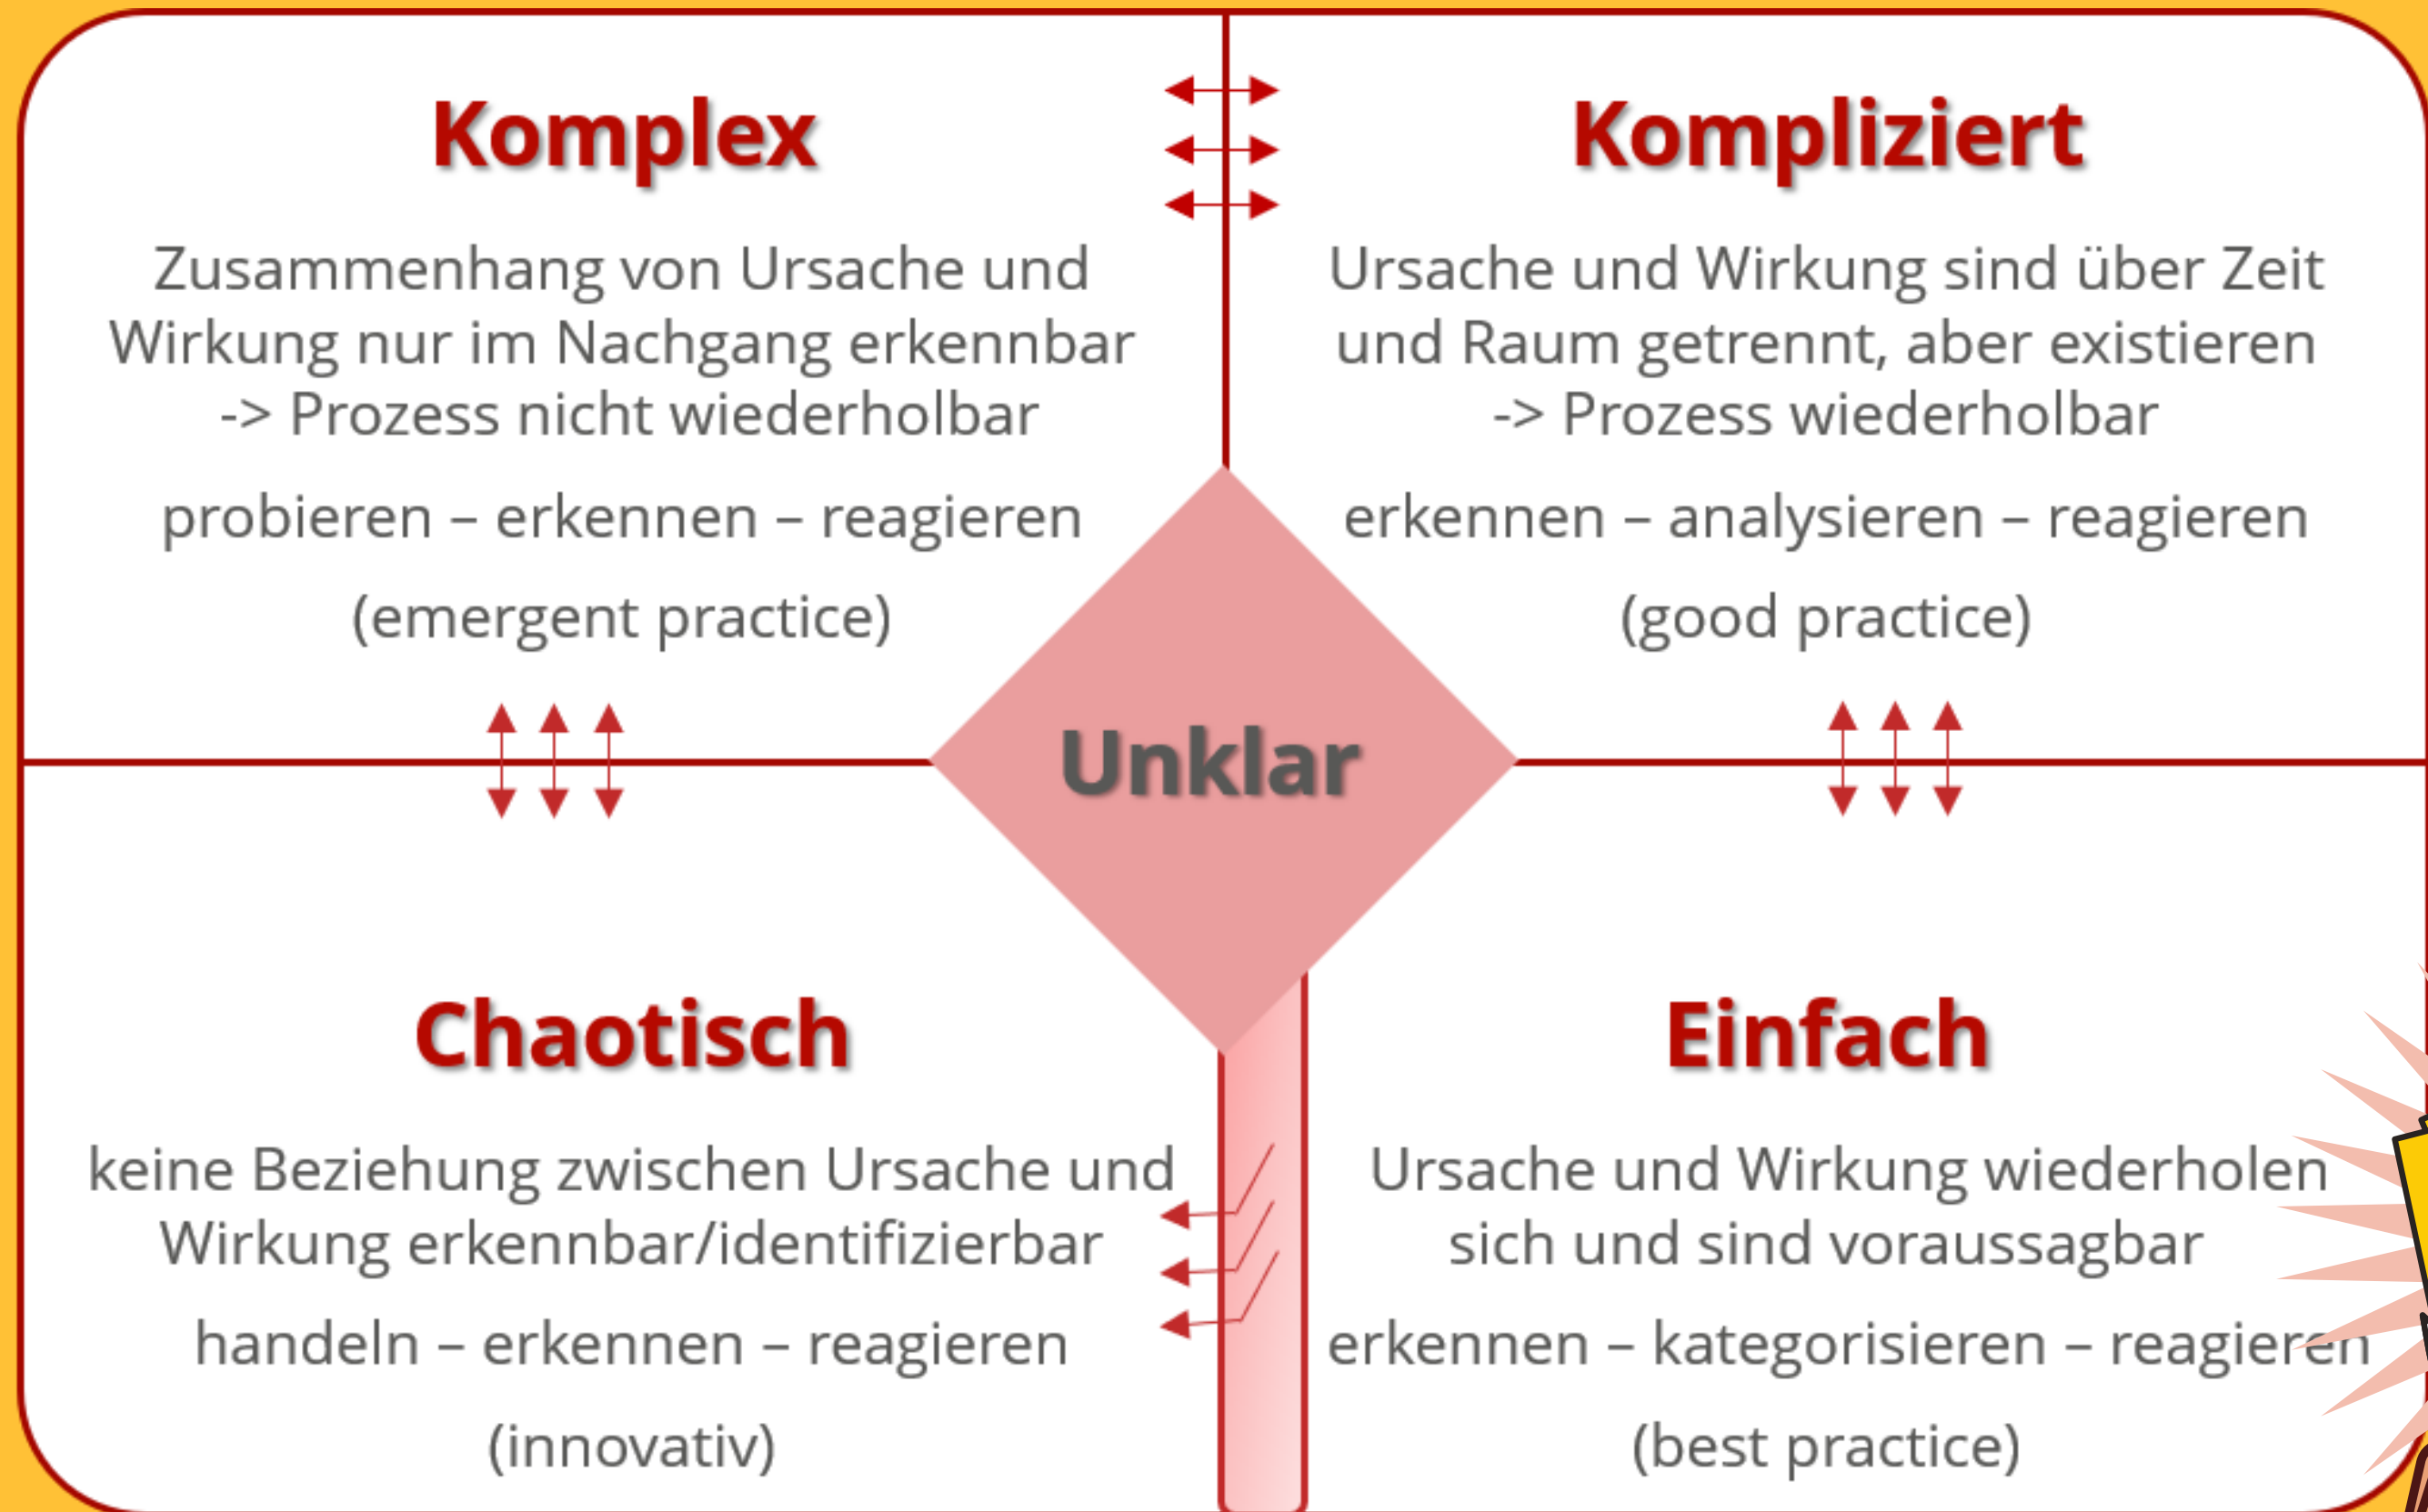 Komplex
Zusammenhang von Ursache und
Wirkung nur im Nachgang erkennbar
-> Prozess nicht wiederholbar
probieren – erkennen – reagieren
(emergent practice)
Kompliziert
Ursache und Wirkung sind über Zeit
und Raum getrennt, aber existieren
-> Prozess wiederholbar
erkennen – analysieren – reagieren
(good practice)
Unklar
Chaotisch
keine Beziehung zwischen Ursache und
Wirkung erkennbar/identifizierbar
handeln – erkennen – reagieren
(innovativ)
Einfach
Ursache und Wirkung wiederholen
sich und sind voraussagbar
erkennen – kategorisieren – reagieren
(best practice)